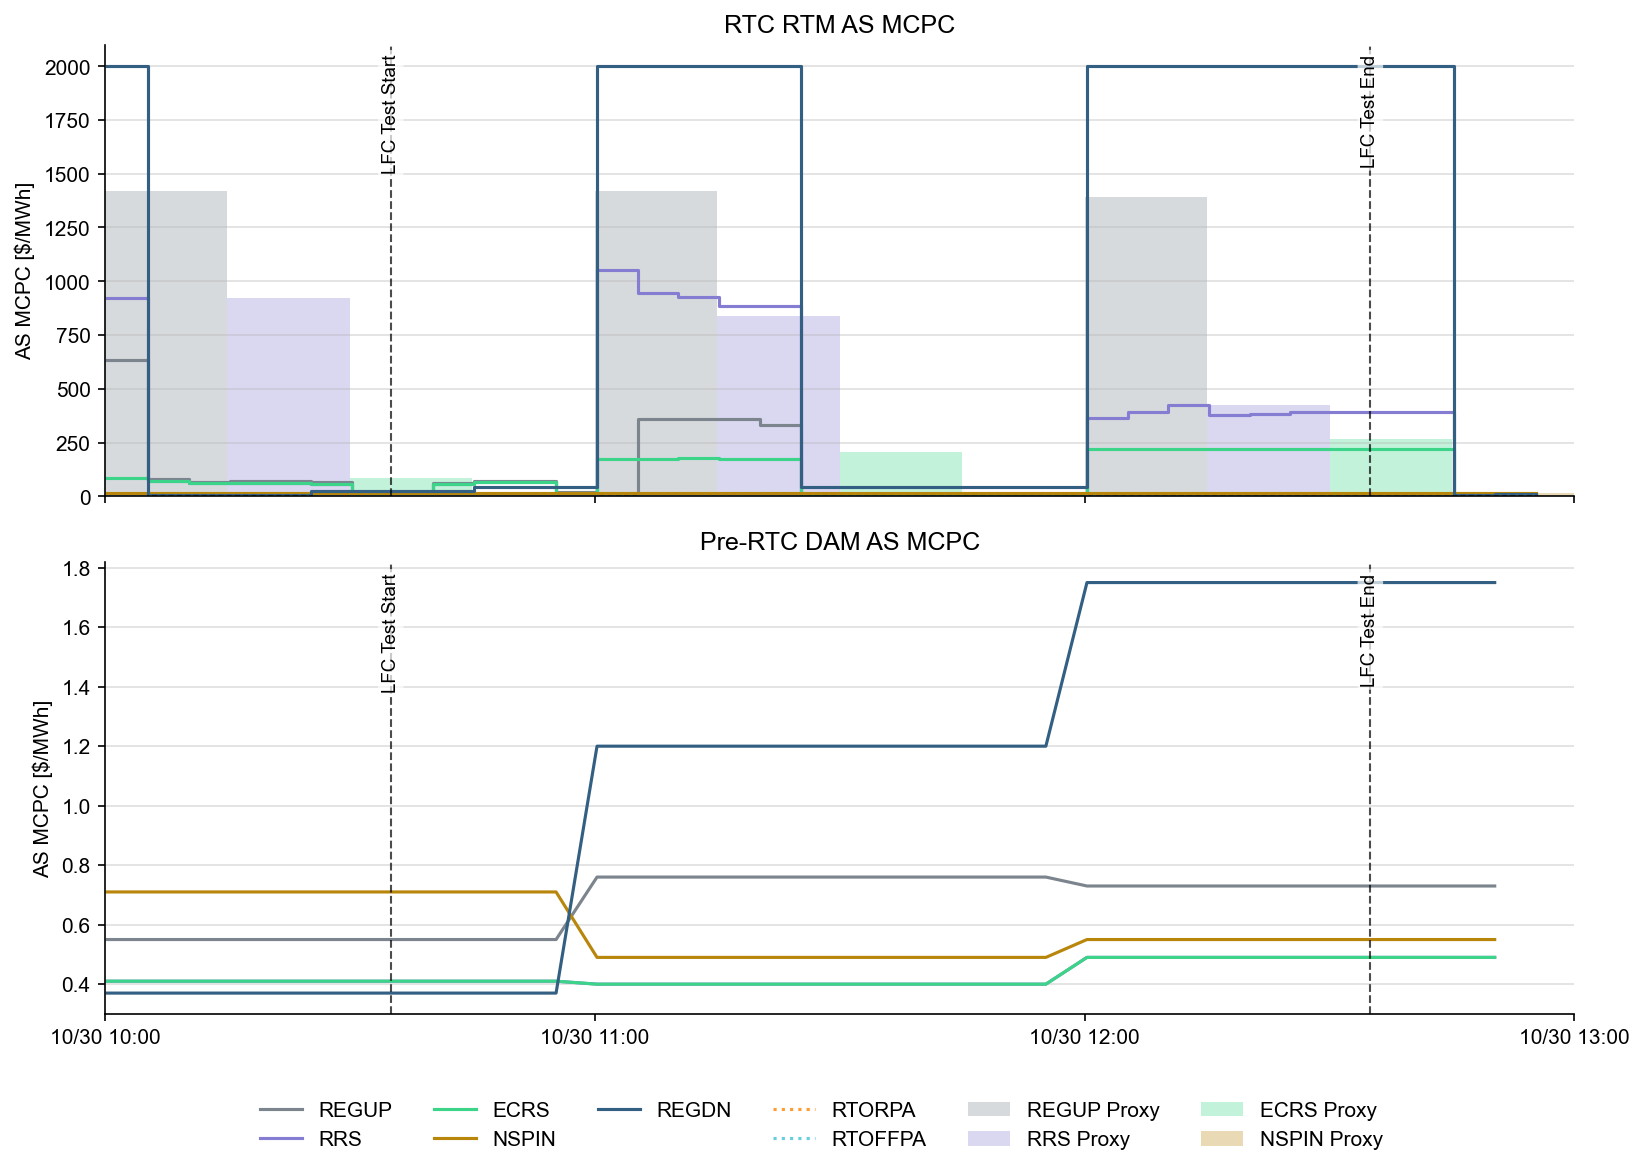 RTC RTM AS MCPC
AS MCPC [$/MWh]
2000
1750
1500
1250
1000
750
500
250
0
LFC Test Start
LFC Test End
Pre-RTC DAM AS MCPC
AS MCPC [$/MWh]
1.8
1.6
1.4
1.2
1.0
0.8
0.6
0.4
LFC Test Start
LFC Test End
10/30 10:00
10/30 11:00
10/30 12:00
10/30 13:00
REGUP
RRS
ECRS
NSPIN
REGDN
RTORPA
RTOFFPA
REGUP Proxy
RRS Proxy
ECRS Proxy
NSPIN Proxy